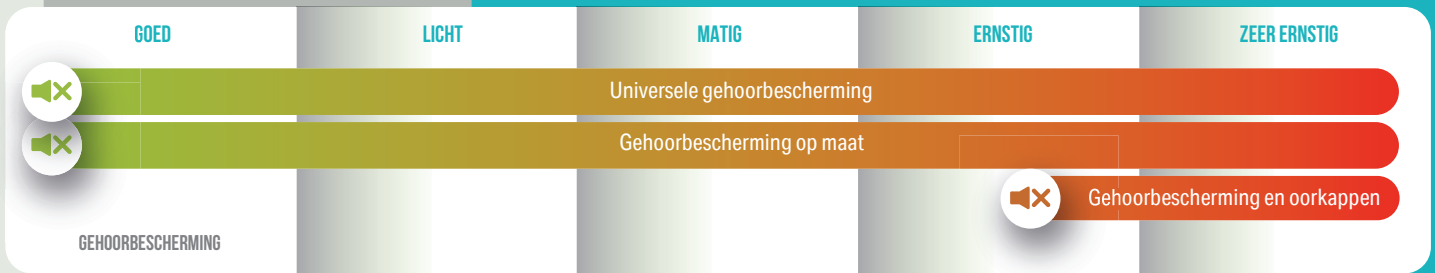 GOED LICHT MATIG ERNSTIG ZEER ERNSTIG
Universele gehoorbescherming
Gehoorbescherming op maat
Gehoorbescherming en oorkappen
GEHOORBESCHERMING